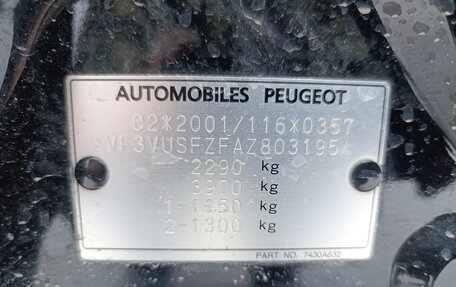 AUTOMOBILES PEUGEOT
02*2001/116*0357
*VF3VUSFZFAZ803195*
2290 kg
3970 kg
1-1150 kg
2-1300 kg
PART NO. 7430A632